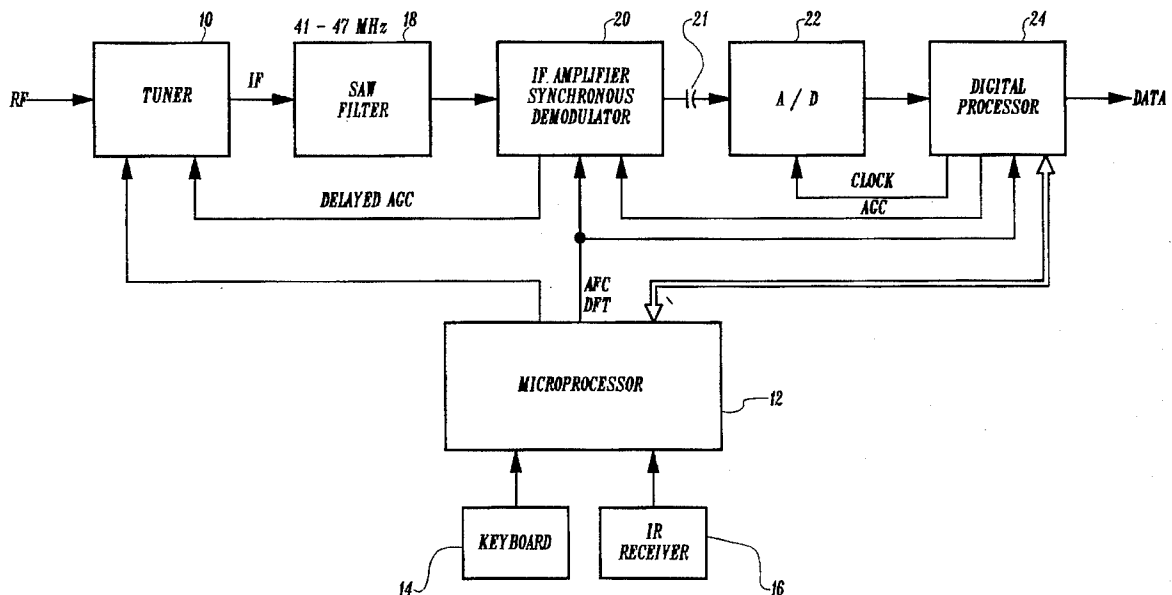 10
41 - 47 MHz
18
20
21
22
24
RF
TUNER
IF
SAW
FILTER
IF. AMPLIFIER
SYNCHRONOUS
DEMODULATOR
A / D
DIGITAL
PROCESSOR
DATA
DELAYED AGC
CLOCK
AGC
AFC
DFT
MICROPROCESSOR
12
KEYBOARD
IR
RECEIVER
14
16